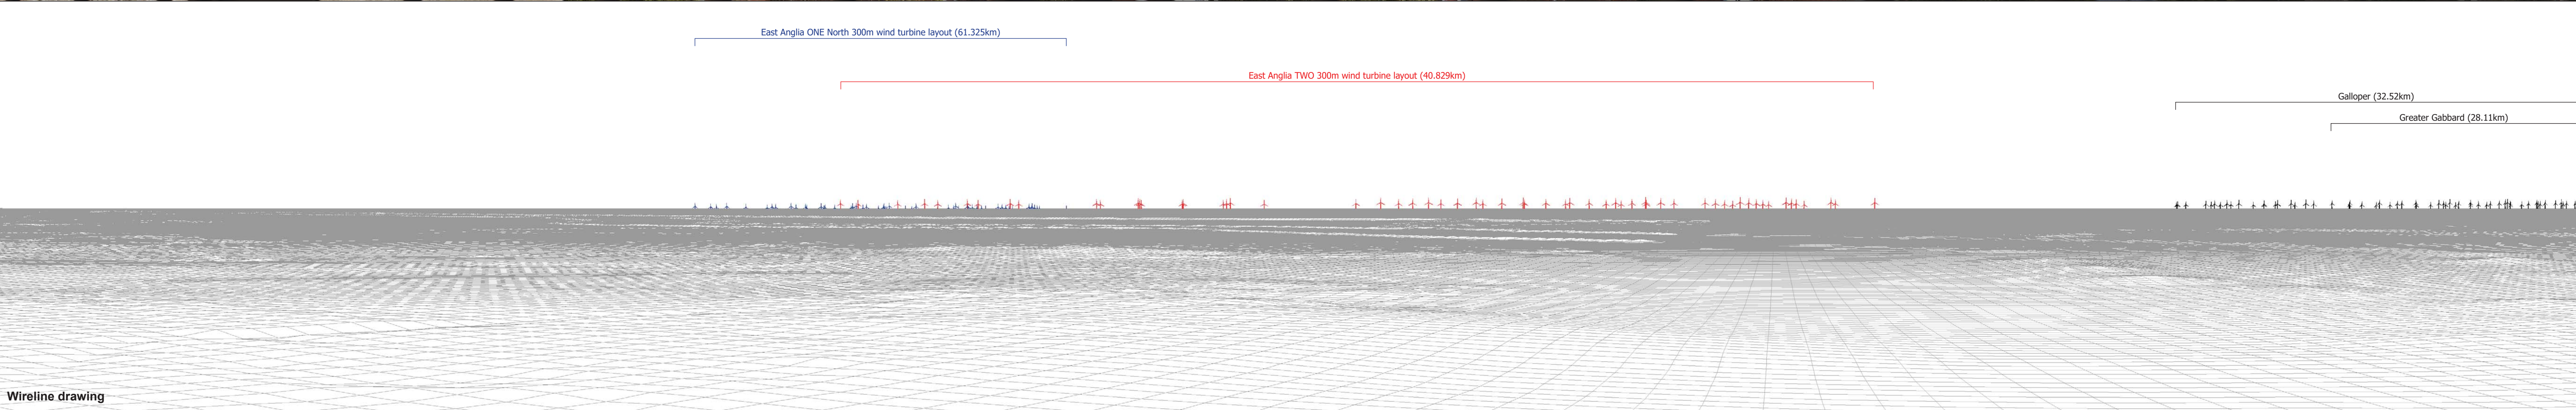 East Anglia ONE North 300m wind turbine layout (61.325km)
East Anglia TWO 300m wind turbine layout (40.829km)
Galloper (32.52km)
Greater Gabbard (28.11km)
Wireline drawing